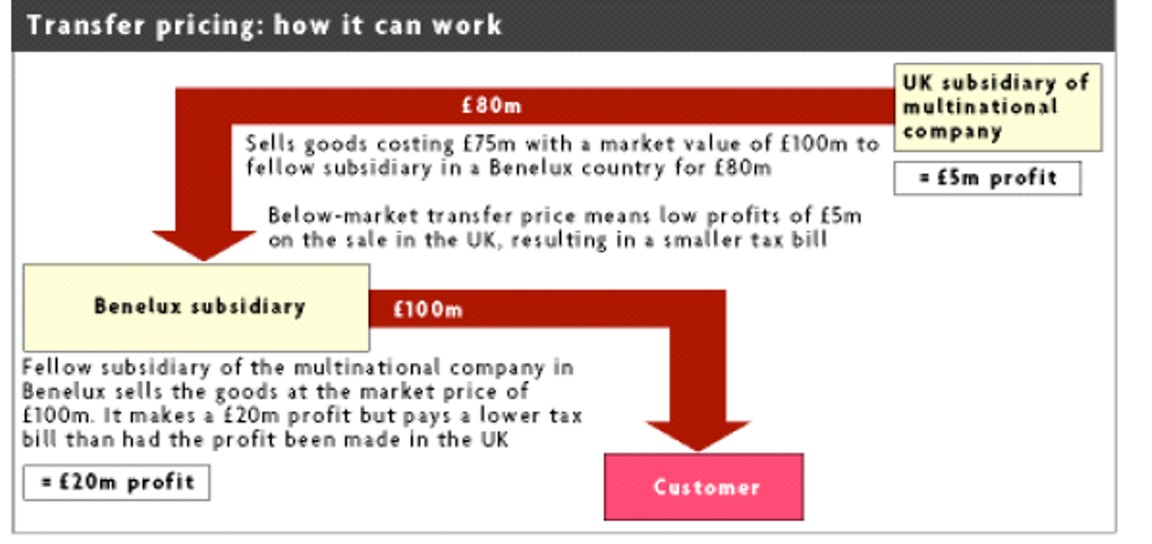 Transfer pricing: how it can work
UK subsidiary of
multinational
company
= £5m profit
£80m
Sells goods costing £75m with a market value of £100m to
fellow subsidiary in a Benelux country for £80m
Below-market transfer price means low profits of £5m
on the sale in the UK, resulting in a smaller tax bill
Benelux subsidiary
£100m
Fellow subsidiary of the multinational company in
Benelux sells the goods at the market price of
£100m. It makes a £20m profit but pays a lower tax
bill than had the profit been made in the UK
= £20m profit
Customer